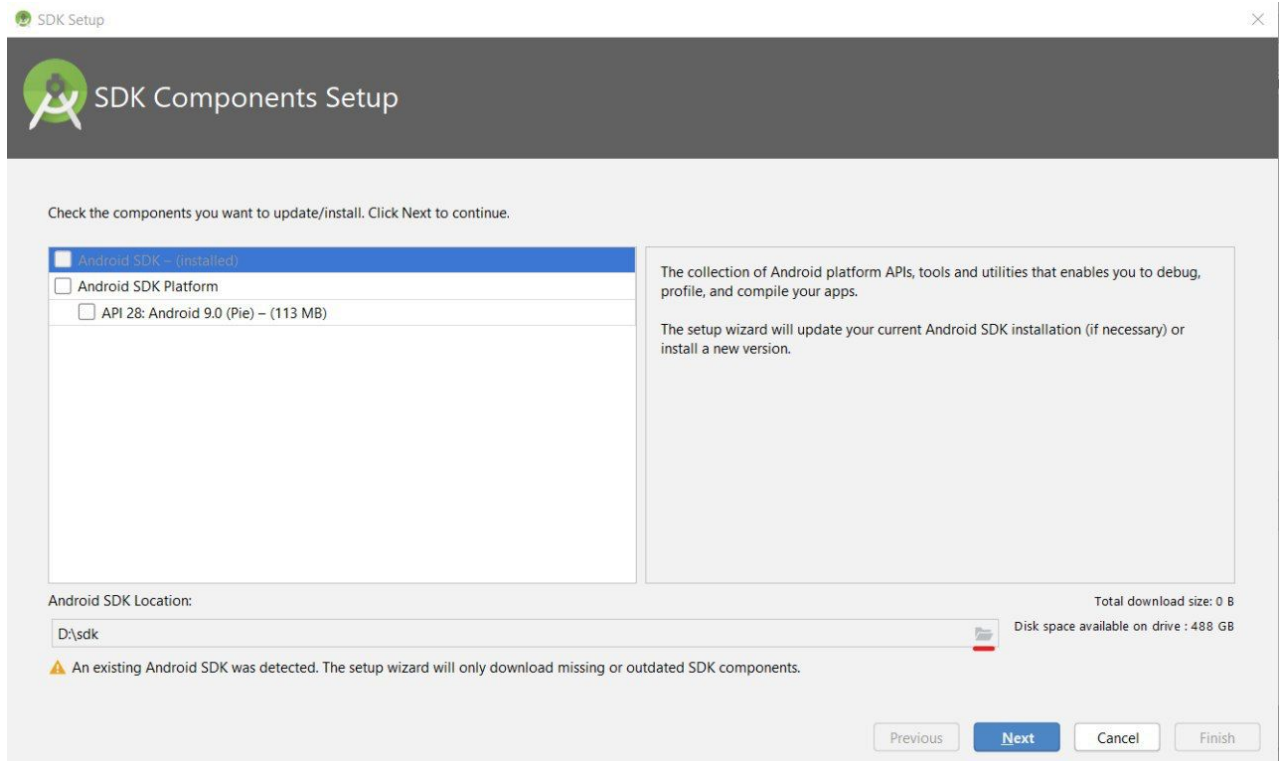 SDK Setup
SDK Components Setup
Check the components you want to update/install. Click Next to continue.
Android SDK – (installed)
Android SDK Platform
API 28: Android 9.0 (Pie) – (113 MB)
The collection of Android platform APIs, tools and utilities that enables you to debug,
profile, and compile your apps.
The setup wizard will update your current Android SDK installation (if necessary) or
install a new version.
Android SDK Location:
Total download size: 0 B
D:\sdk
Disk space available on drive : 488 GB
An existing Android SDK was detected. The setup wizard will only download missing or outdated SDK components.
Previous
Next
Cancel
Finish